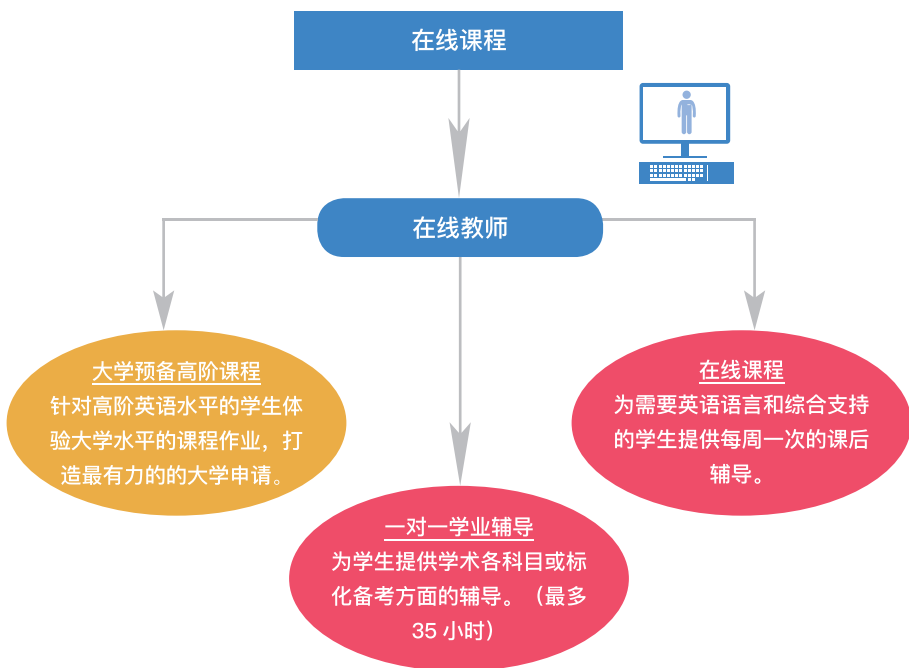 在线课程
在线教师
大学预备高阶课程
针对高阶英语水平的学生体
验大学水平的课程作业，打
造最有力的的大学申请。
一对一学业辅导
为学生提供学术各科目或标
化备考方面的辅导。（最多
35 小时）
在线课程
为需要英语语言和综合支持
的学生提供每周一次的课后
辅导。